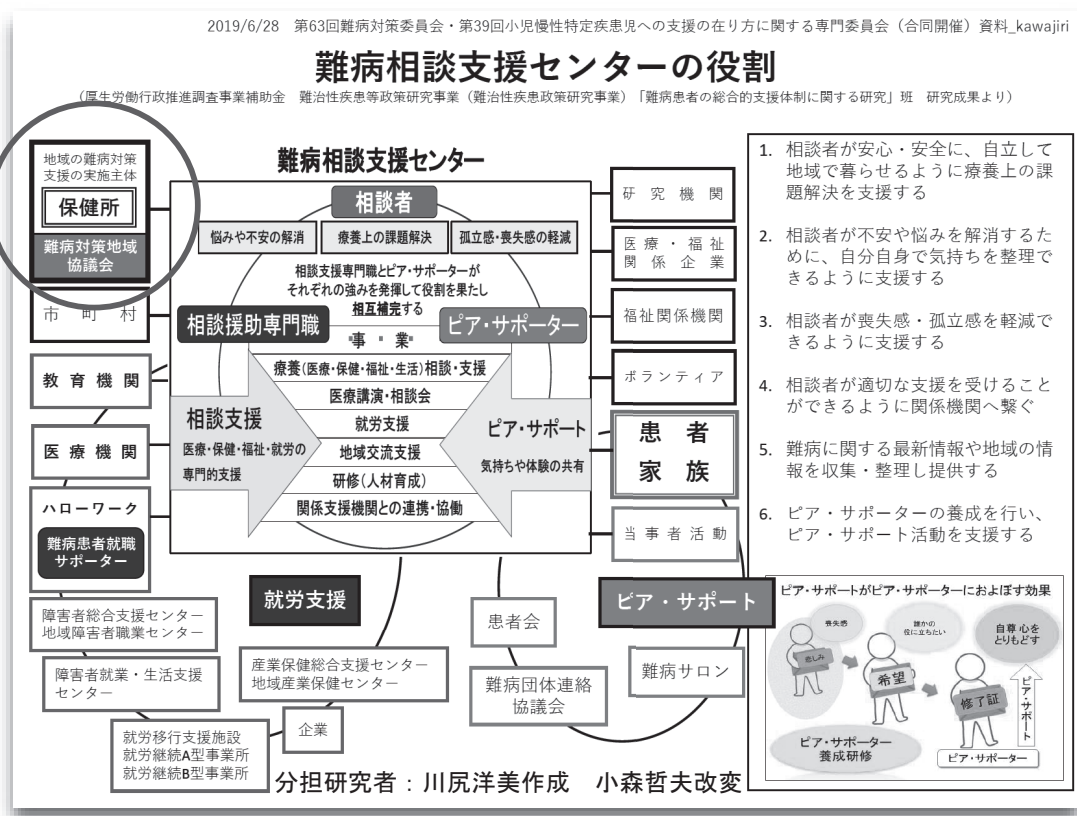 2019/6/28 第63回難病対策委員会・第39回小児慢性特定疾患児への支援の在り方に関する専門委員会（合同開催）資料_kawajiri
難病相談支援センターの役割
（厚生労働行政推進調査事業補助金 難治性疾患等政策研究事業（難治性疾患政策研究事業）「難病患者の総合的支援体制に関する研究」班 研究成果より）
地域の難病対策
支援の実施主体
保健所
難病対策地域
協議会
市町村
教育機関
医療機関
ハローワーク
難病患者就職
サポーター
難病相談支援センター
相談者
悩みや不安の解消
療養上の課題解決
孤立感・喪失感の軽減
相談支援専門職とピア・サポーターが
それぞれの強みを発揮して役割を果たし
相互補完する
相談援助専門職
ピア・サポーター
事業
療養（医療・保健・福祉・生活）相談・支援
医療講演・相談会
就労支援
地域交流支援
研修（人材育成）
関係支援機関との連携・協働
相談支援
医療・保健・福祉・就労の
専門的支援
ピア・サポート
気持ちや体験の共有
研究機関
医療・福祉
関係企業
福祉関係機関
ボランティア
患者
家族
当事者活動
就労支援
ピア・サポート
障害者総合支援センター
地域障害者職業センター
障害者就業・生活支援
センター
就労移行支援施設
就労継続A型事業所
就労継続B型事業所
産業保健総合支援センター
地域産業保健センター
企業
患者会
難病団体連絡
協議会
難病サロン
1. 相談者が安心・安全に、自立して
地域で暮らせるように療養上の課
題解決を支援する
2. 相談者が不安や悩みを解消するた
めに、自分自身で気持ちを整理で
きるように支援する
3. 相談者が喪失感・孤立感を軽減で
きるように支援する
4. 相談者が適切な支援を受けること
ができるように関係機関へ繋ぐ
5. 難病に関する最新情報や地域の情
報を収集・整理し提供する
6. ピア・サポーターの養成を行い、
ピア・サポート活動を支援する
ピア・サポートがピア・サポーターにおよぼす効果
喪失感
誰かの
役に立ちたい
自尊心を
とりもどす
悲しみ
希望
修了証
ピア・サポート
ピア・サポーター
養成研修
ピア・サポーター
分担研究者：川尻洋美作成 小森哲夫改変